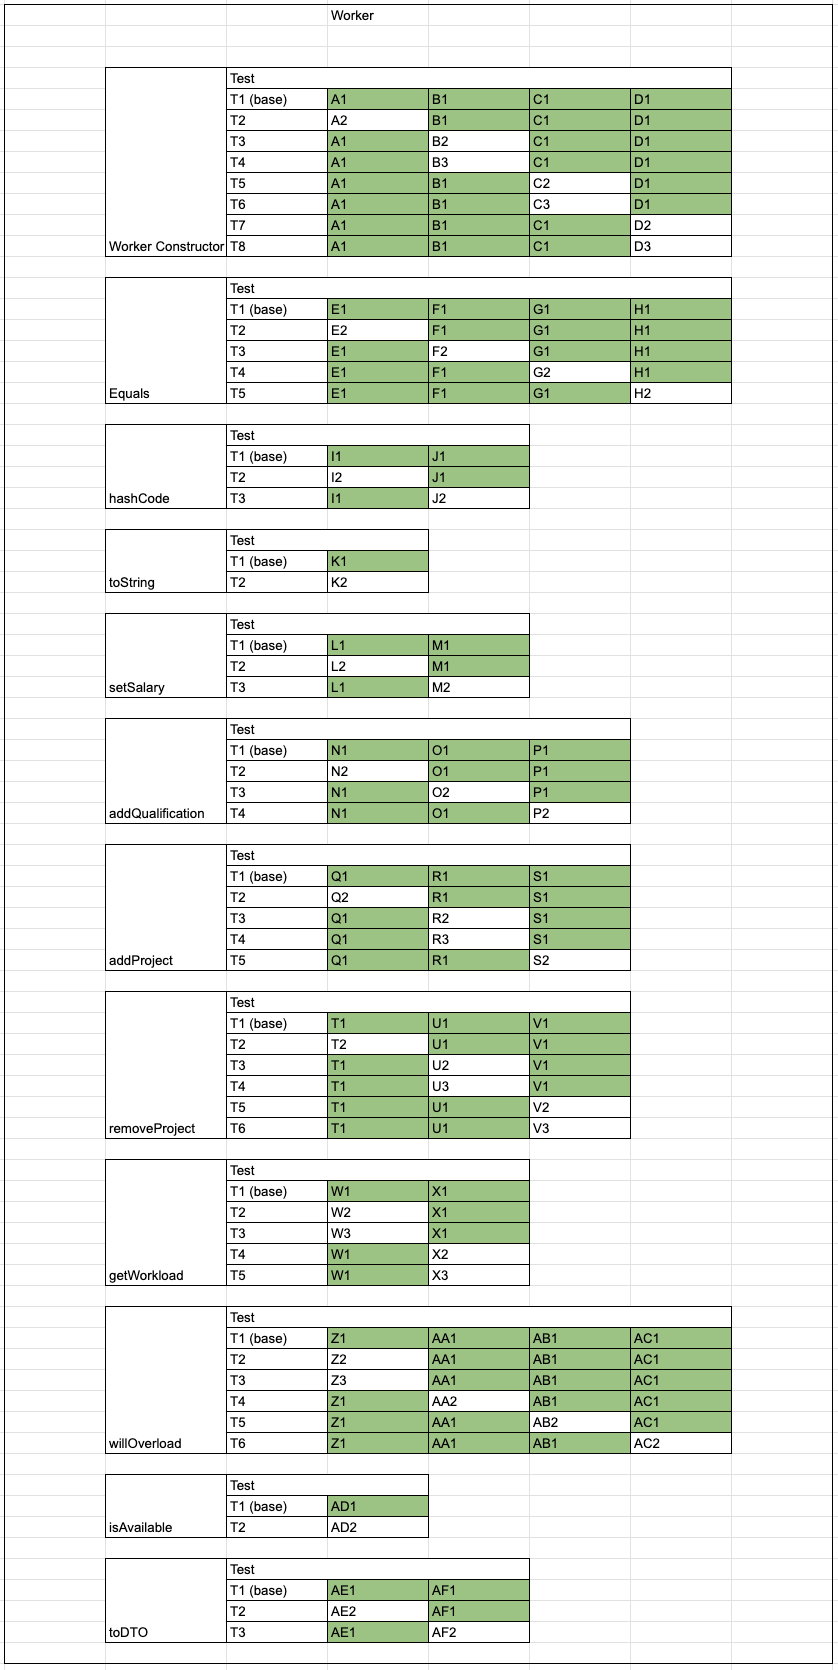 Worker
Test
T1 (base) A1 B1 C1 D1
T2 A2 B1 C1 D1
T3 A1 B2 C1 D1
T4 A1 B3 C1 D1
T5 A1 B1 C2 D1
T6 A1 B1 C3 D1
T7 A1 B1 C1 D2
Worker Constructor T8 A1 B1 C1 D3
Test
T1 (base) E1 F1 G1 H1
T2 E2 F1 G1 H1
T3 E1 F2 G1 H1
T4 E1 F1 G2 H1
Equals T5 E1 F1 G1 H2
Test
T1 (base) I1 J1
T2 I2 J1
hashCode T3 I1 J2
Test
T1 (base) K1
toString T2 K2
Test
T1 (base) L1 M1
T2 L2 M1
setSalary T3 L1 M2
Test
T1 (base) N1 O1 P1
T2 N2 O1 P1
T3 N1 O2 P1
addQualification T4 N1 O1 P2
Test
T1 (base) Q1 R1 S1
T2 Q2 R1 S1
T3 Q1 R2 S1
T4 Q1 R3 S1
addProject T5 Q1 R1 S2
Test
T1 (base) T1 U1 V1
T2 T2 U1 V1
T3 T1 U2 V1
T4 T1 U3 V1
T5 T1 U1 V2
removeProject T6 T1 U1 V3
Test
T1 (base) W1 X1
T2 W2 X1
T3 W3 X1
T4 W1 X2
getWorkload T5 W1 X3
Test
T1 (base) Z1 AA1 AB1 AC1
T2 Z2 AA1 AB1 AC1
T3 Z3 AA1 AB1 AC1
T4 Z1 AA2 AB1 AC1
T5 Z1 AA1 AB2 AC1
willOverload T6 Z1 AA1 AB1 AC2
Test
T1 (base) AD1
isAvailable T2 AD2
Test
T1 (base) AE1 AF1
T2 AE2 AF1
toDTO T3 AE1 AF2